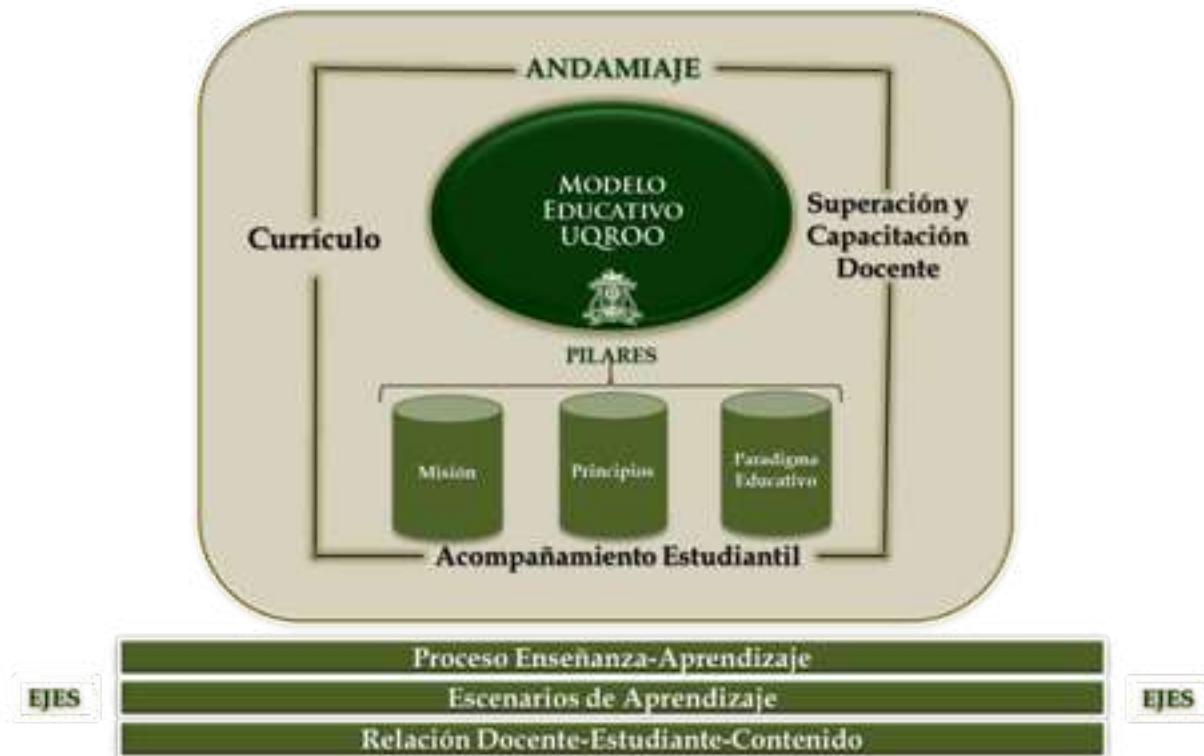 ANDAMIAJE
MODELO
EDUCATIVO
UQROO
Currículo
Superación y
Capacitación
Docente
PILARES
Misión
Principios
Paradigma
Educativo
Acompañamiento Estudiantil
Proceso Enseñanza-Aprendizaje
EJES
Escenarios de Aprendizaje
EJES
Relación Docente-Estudiante-Contenido